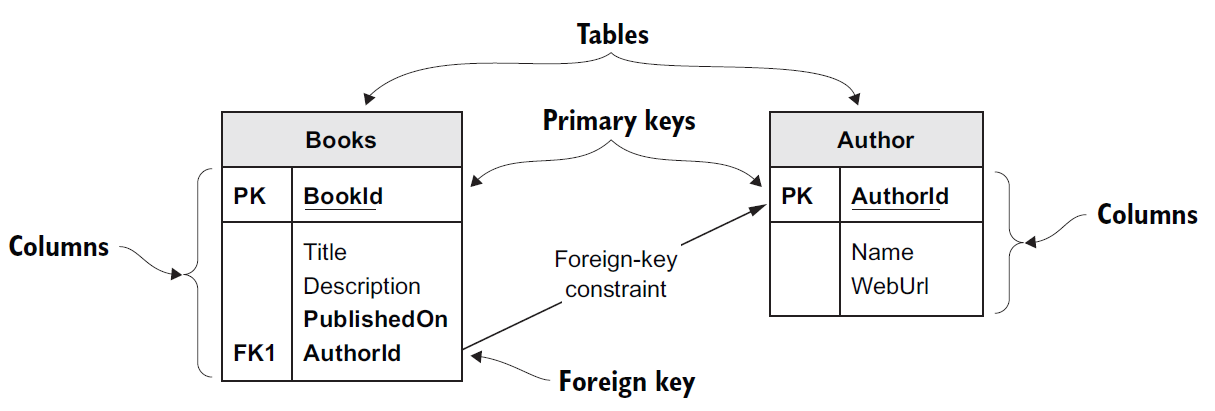 Tables
Primary keys
Books
PK BookId
Title
Description
PublishedOn
FK1 AuthorId
Columns
Foreign-key
constraint
Foreign key
Author
PK AuthorId
Name
WebUrl
Columns